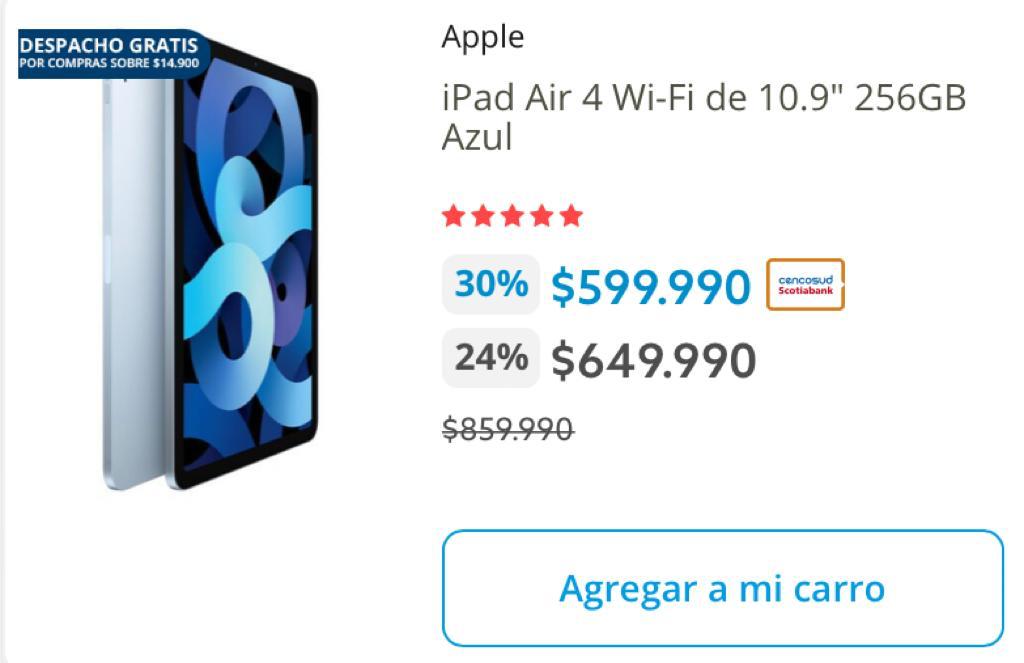 DESPACHO GRATIS
POR COMPRAS SOBRE $14.900
Apple
iPad Air 4 Wi-Fi de 10.9" 256GB
Azul
30% $599.990 cencosud
Scotiabank
24% $649.990
$859.990
Agregar a mi carro